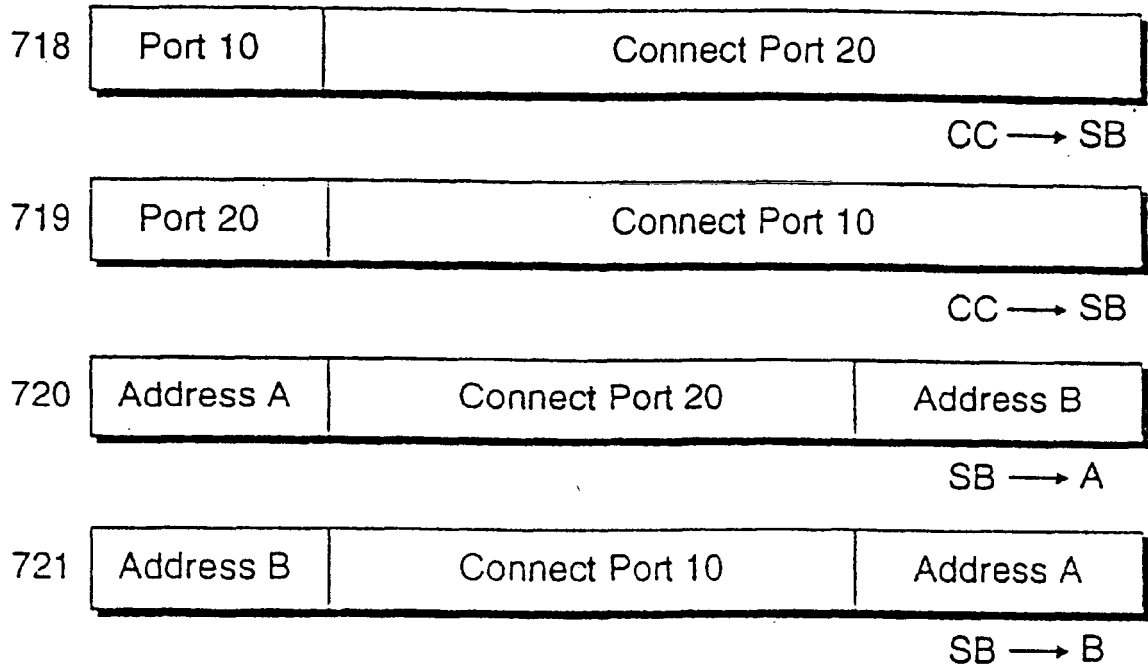 718 Port 10 Connect Port 20
CC → SB
719 Port 20 Connect Port 10
CC → SB
720 Address A Connect Port 20 Address B
SB → A
721 Address B Connect Port 10 Address A
SB → B